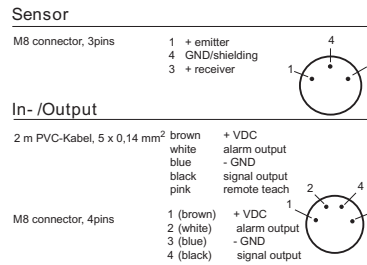 Sensor
M8 connector, 3pins
1 + emitter
4 GND/shielding
3 + receiver
4
1
In- /Output
2 m PVC-Kabel, 5 x 0,14 mm²
brown + VDC
white alarm output
blue - GND
black signal output
pink remote teach
M8 connector, 4pins
1 (brown) + VDC
2 (white) alarm output
3 (blue) - GND
4 (black) signal output
2
4
1